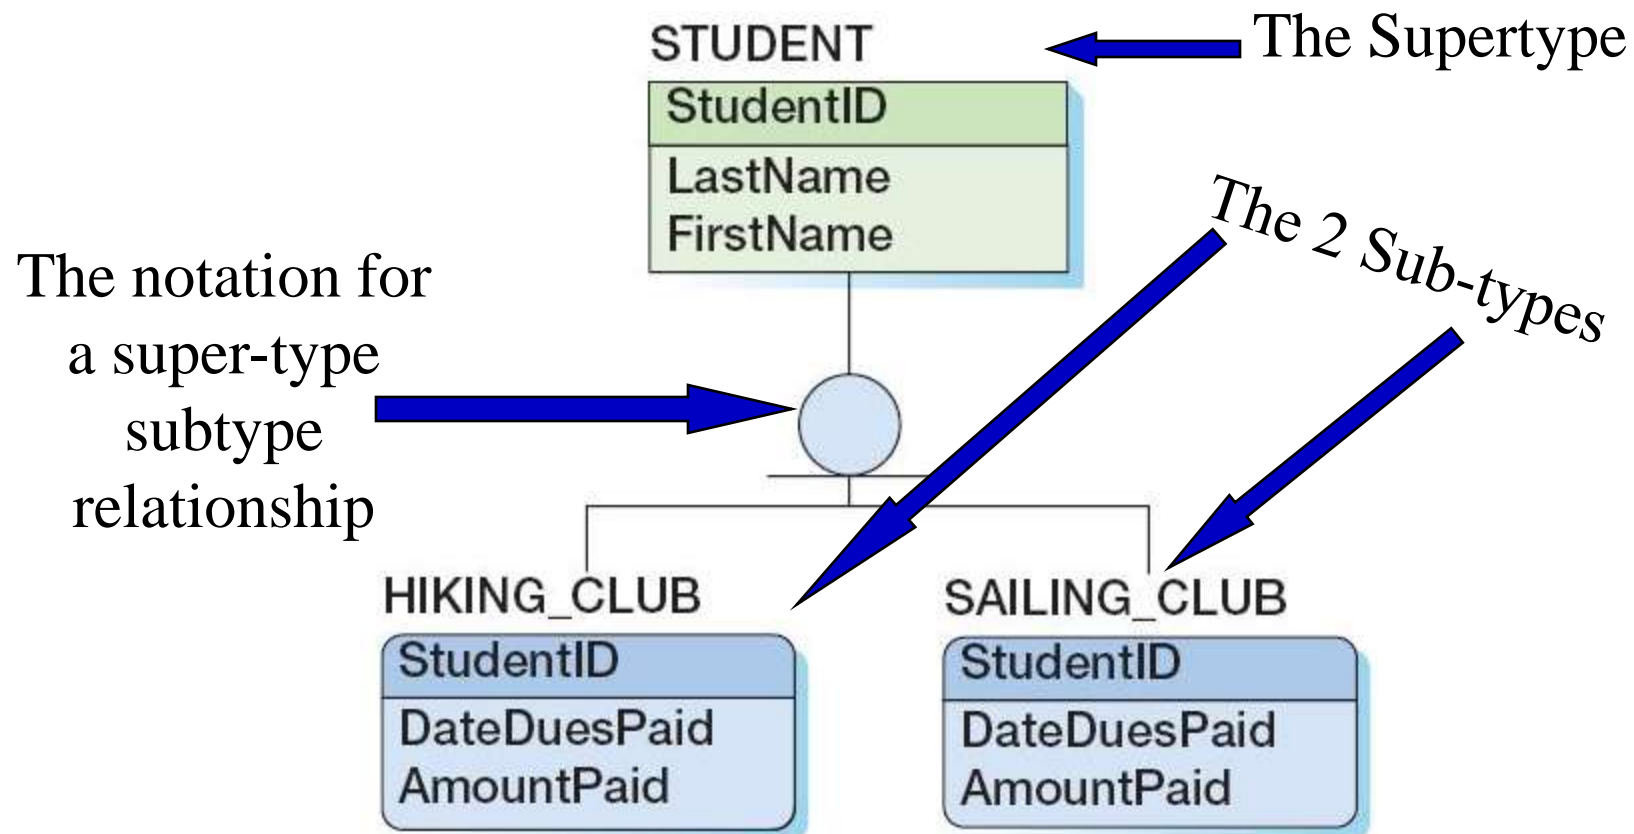 STUDENT
The Supertype
StudentID
LastName
FirstName
The 2 Sub-types
The notation for
a super-type
subtype
relationship
HIKING_CLUB
StudentID
DateDuesPaid
AmountPaid
SAILING_CLUB
StudentID
DateDuesPaid
AmountPaid